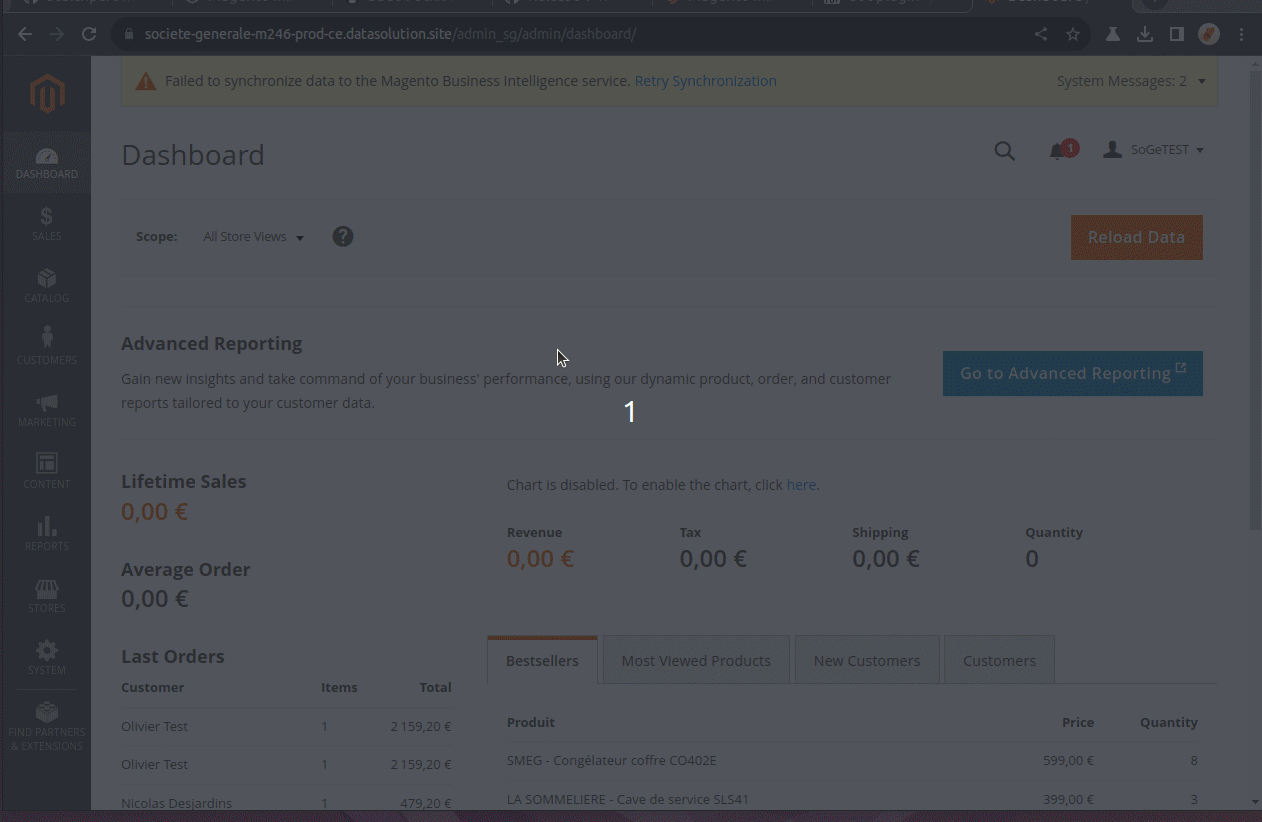 societe-generale-m246-prod-ce.datasolution.site/admin_sg/admin/dashboard/
Failed to synchronize data to the Magento Business Intelligence service. Retry Synchronization
System Messages: 2
Dashboard
1
SoGeTEST
DASHBOARD
SALES
CATALOG
CUSTOMERS
MARKETING
CONTENT
REPORTS
STORES
SYSTEM
FIND PARTNERS
& EXTENSIONS
Scope:
All Store Views
?
Reload Data
Advanced Reporting
Gain new insights and take command of your business' performance, using our dynamic product, order, and customer
reports tailored to your customer data.
Go to Advanced Reporting
1
Lifetime Sales
0,00 €
Average Order
0,00 €
Chart is disabled. To enable the chart, click here.
Revenue Tax Shipping Quantity
0,00 € 0,00 € 0,00 € 0
Last Orders
Customer Items Total
Olivier Test 1 2 159,20 €
Olivier Test 1 2 159,20 €
Nicolas Desjardins 1 479,20 €
Bestsellers Most Viewed Products New Customers Customers
Produit Price Quantity
SMEG - Congélateur coffre CO402E 599,00 € 8
LA SOMMELIERE - Cave de service SLS41 399,00 € 3